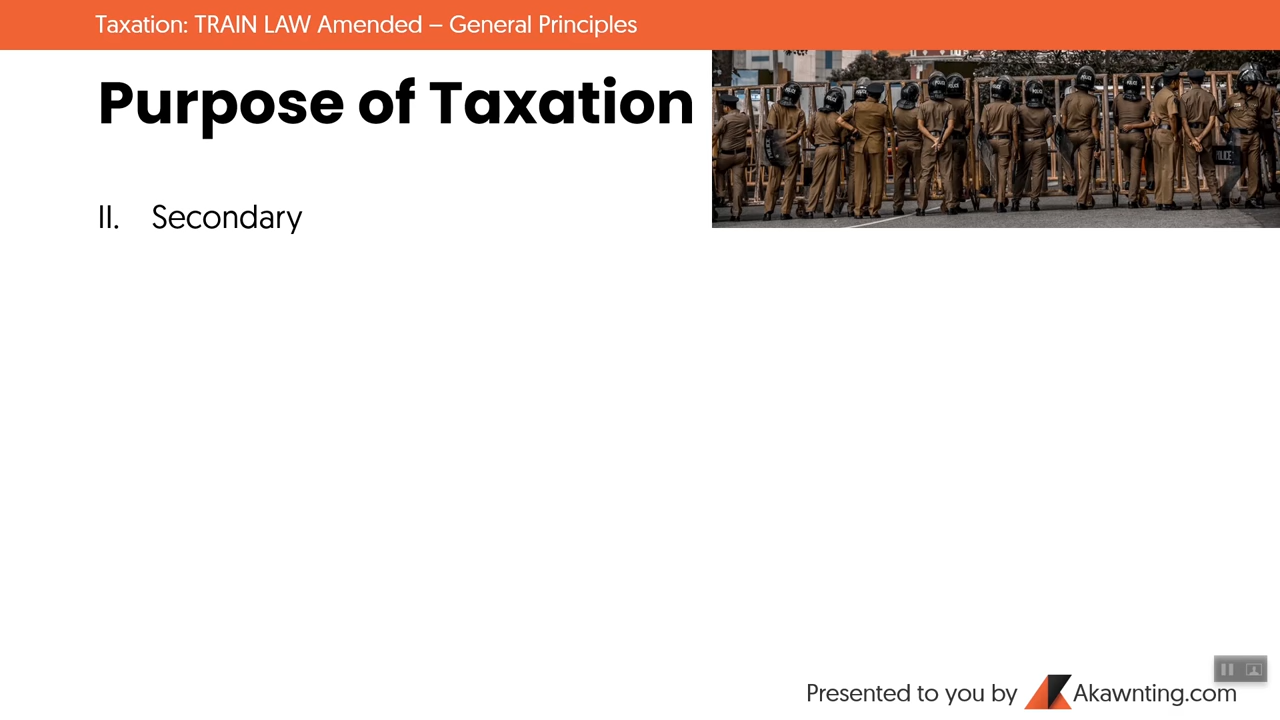 Taxation: TRAIN LAW Amended – General Principles
Purpose of Taxation
II. Secondary
Presented to you by Akawnting.com